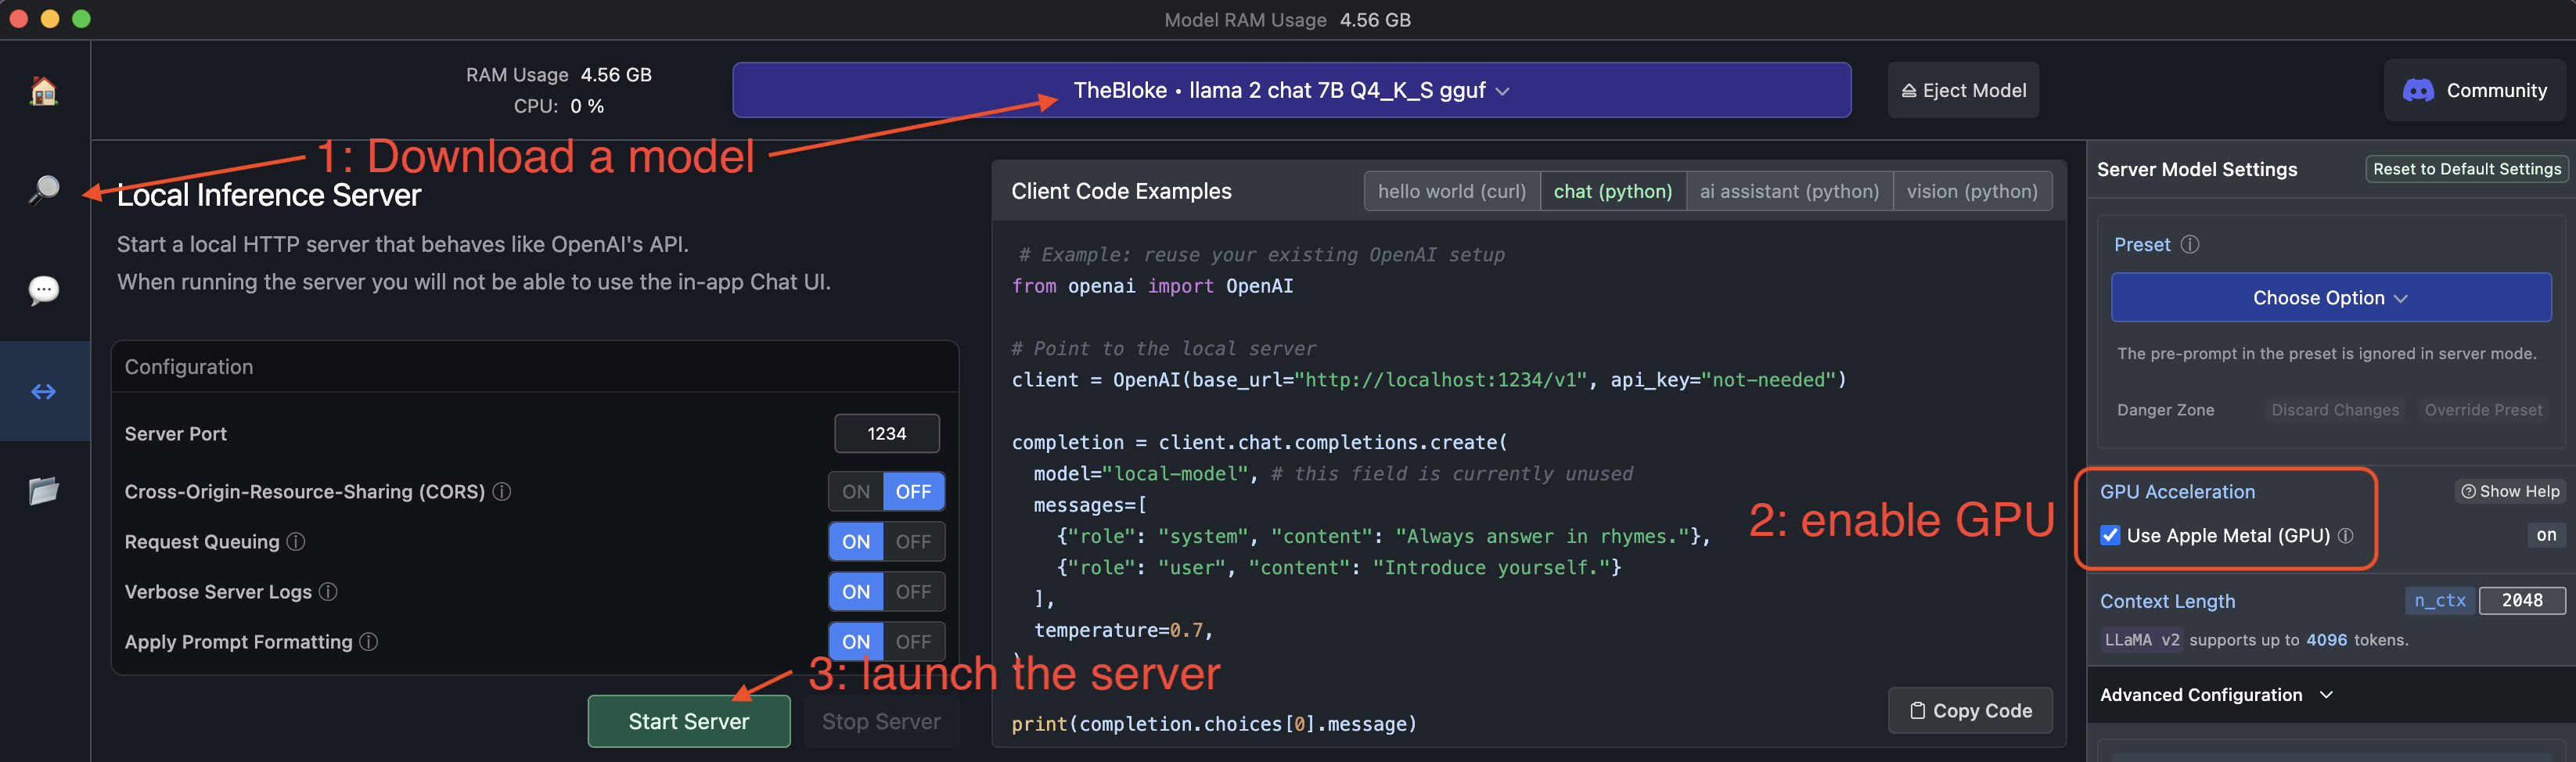 Model RAM Usage 4.56 GB
RAM Usage 4.56 GB
CPU: 0 %
TheBloke • llama 2 chat 7B Q4_K_S gguf
Eject Model
Community
1: Download a model
Local Inference Server
Start a local HTTP server that behaves like OpenAI's API.
When running the server you will not be able to use the in-app Chat UI.
Configuration
Server Port 1234
Cross-Origin-Resource-Sharing (CORS) ON OFF
Request Queuing ON OFF
Verbose Server Logs ON OFF
Apply Prompt Formatting ON OFF
3: launch the server
Start Server Stop Server
Client Code Examples
hello world (curl) chat (python) ai assistant (python) vision (python)
# Example: reuse your existing OpenAI setup
from openai import OpenAI
# Point to the local server
client = OpenAI(base_url="http://localhost:1234/v1", api_key="not-needed")
completion = client.chat.completions.create(
model="local-model", # this field is currently unused
messages=[
{"role": "system", "content": "Always answer in rhymes."},
{"role": "user", "content": "Introduce yourself."}
],
temperature=0.7,
)
print(completion.choices[0].message)
Copy Code
2: enable GPU
Server Model Settings Reset to Default Settings
Preset
Choose Option
The pre-prompt in the preset is ignored in server mode.
Danger Zone Discard Changes Override Preset
GPU Acceleration Show Help
Use Apple Metal (GPU) on
Context Length n_ctx 2048
LLaMA v2 supports up to 4096 tokens.
Advanced Configuration